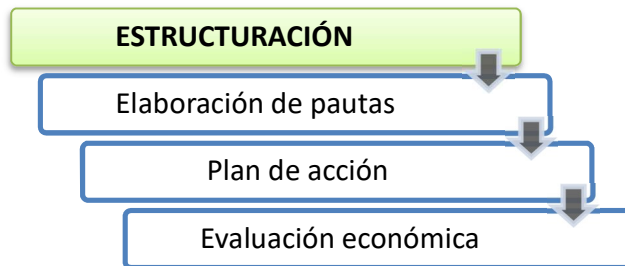 ESTRUCTURACIÓN
Elaboración de pautas
Plan de acción
Evaluación económica